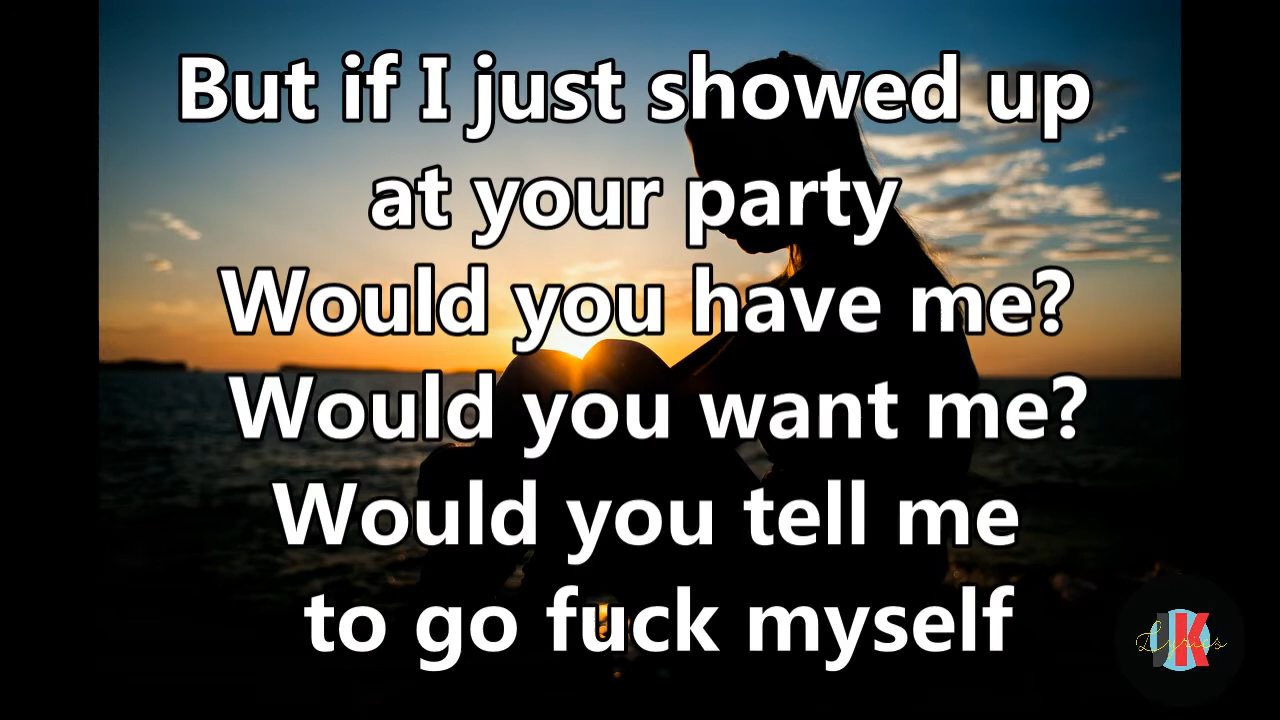 But if I just showed up
at your party
Would you have me?
Would you want me?
Would you tell me
to go fuck myself
K
Lyrics